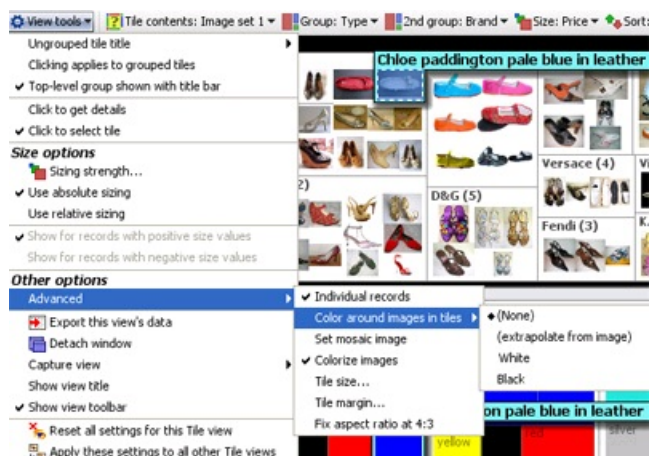 View tools
Tile contents: Image set 1
Group: Type
2nd group: Brand
Size: Price
Sort:
Ungrouped tile title
Clicking applies to grouped tiles
Top-level group shown with title bar
Click to get details
Click to select tile
Size options
Sizing strength...
Use absolute sizing
Use relative sizing
Show for records with positive size values
Show for records with negative size values
Other options
Advanced
Export this view's data
Detach window
Capture view
Show view title
Show view toolbar
Reset all settings for this Tile view
Apply these settings to all other Tile views
Individual records
Color around images in tiles
Set mosaic image
Colorize images
Tile size...
Tile margin...
Fix aspect ratio at 4:3
(None)
(extrapolate from image)
White
Black
Chloe paddington pale blue in leather
Versace (4)
Vi
2)
D&G (5)
Fendi (3)
K.
on pale blue in leather
yellow
red
silver